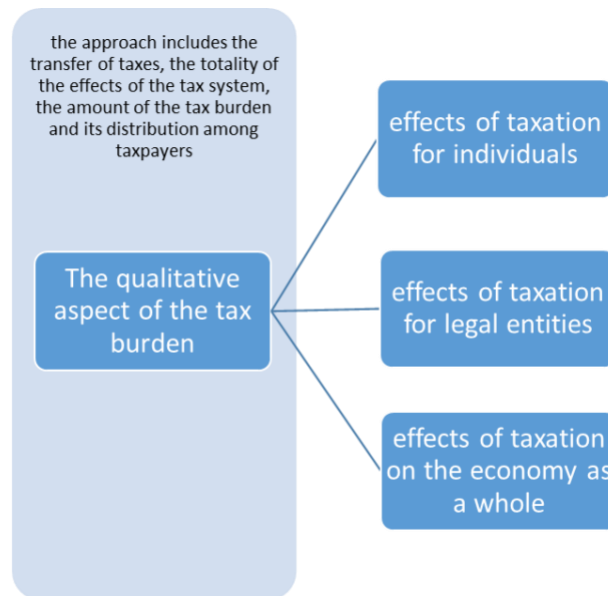 the approach includes the
transfer of taxes, the totality of
the effects of the tax system,
the amount of the tax burden
and its distribution among
taxpayers
The qualitative
aspect of the tax
burden
effects of taxation
for individuals
effects of taxation
for legal entities
effects of taxation
on the economy as
a whole